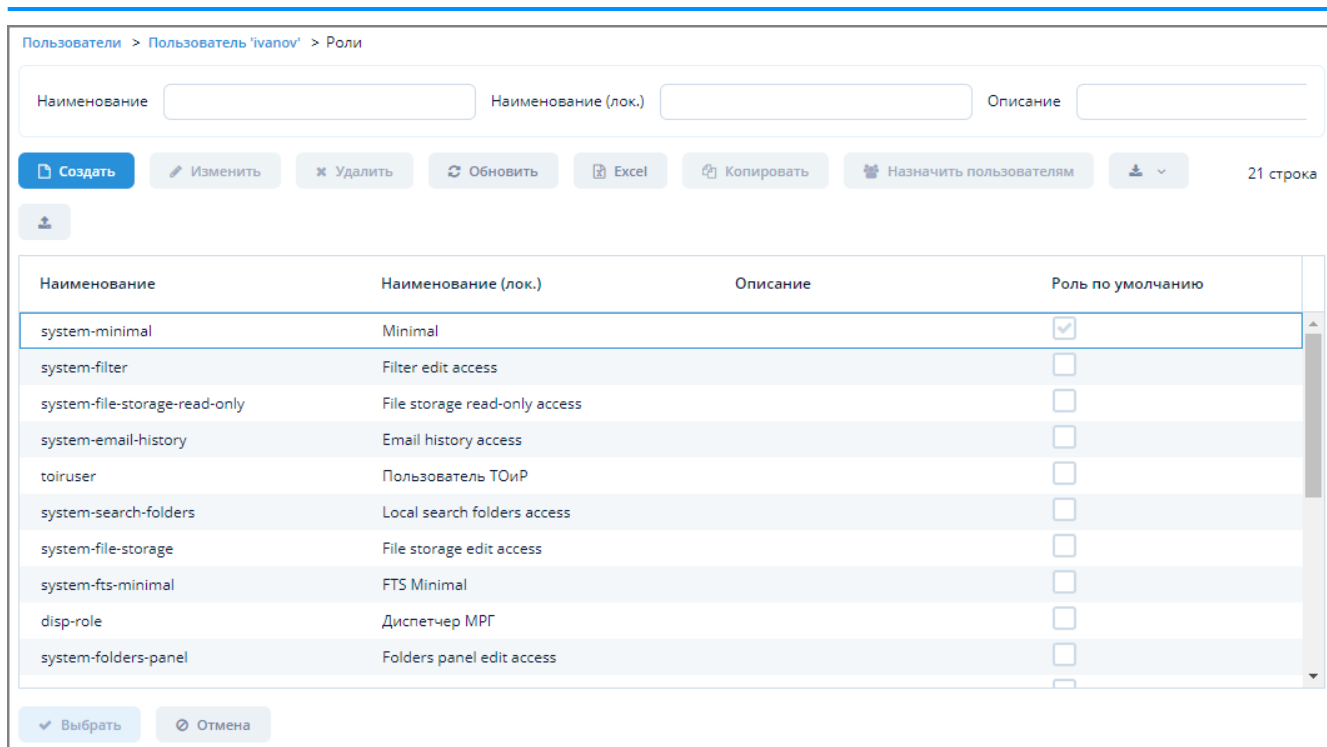 Пользователи > Пользователь 'ivanov' > Роли
Наименование Наименование (лок.) Описание
Создать Изменить Удалить Обновить Excel Копировать Назначить пользователям 21 строка
Наименование Наименование (лок.) Описание Роль по умолчанию
system-minimal Minimal
system-filter Filter edit access
system-file-storage-read-only File storage read-only access
system-email-history Email history access
toiruser Пользователь ТОиР
system-search-folders Local search folders access
system-file-storage File storage edit access
system-fts-minimal FTS Minimal
disp-role Диспетчер МРГ
system-folders-panel Folders panel edit access
Выбрать Отмена